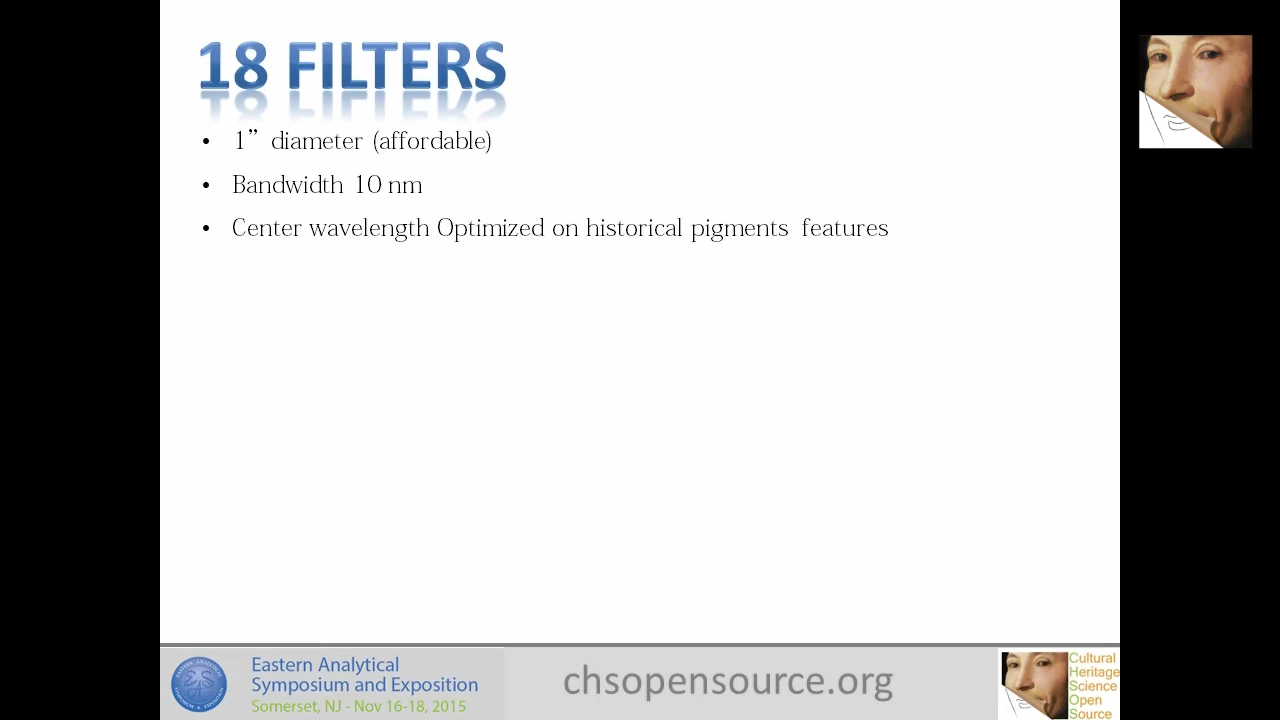 18 FILTERS
• 1” diameter (affordable)
• Bandwidth 10 nm
• Center wavelength Optimized on historical pigments features
Eastern Analytical
Symposium and Exposition
Somerset, NJ - Nov 16-18, 2015
chsopensource.org
Cultural
Heritage
Science
Open
Source